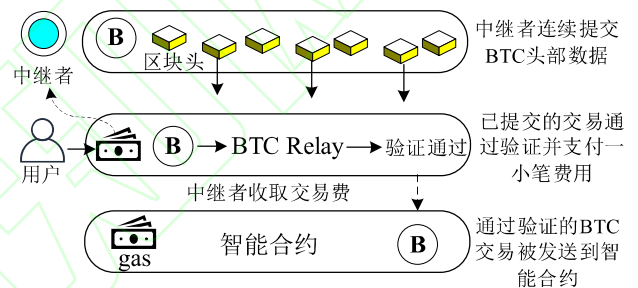 B
区块头
中继者连续提交
BTC头部数据
中继者
用户
B
BTC Relay
验证通过
已提交的交易通
过验证并支付一
小笔费用
中继者收取交易费
gas
智能合约
B
通过验证的BTC
交易被发送到智
能合约